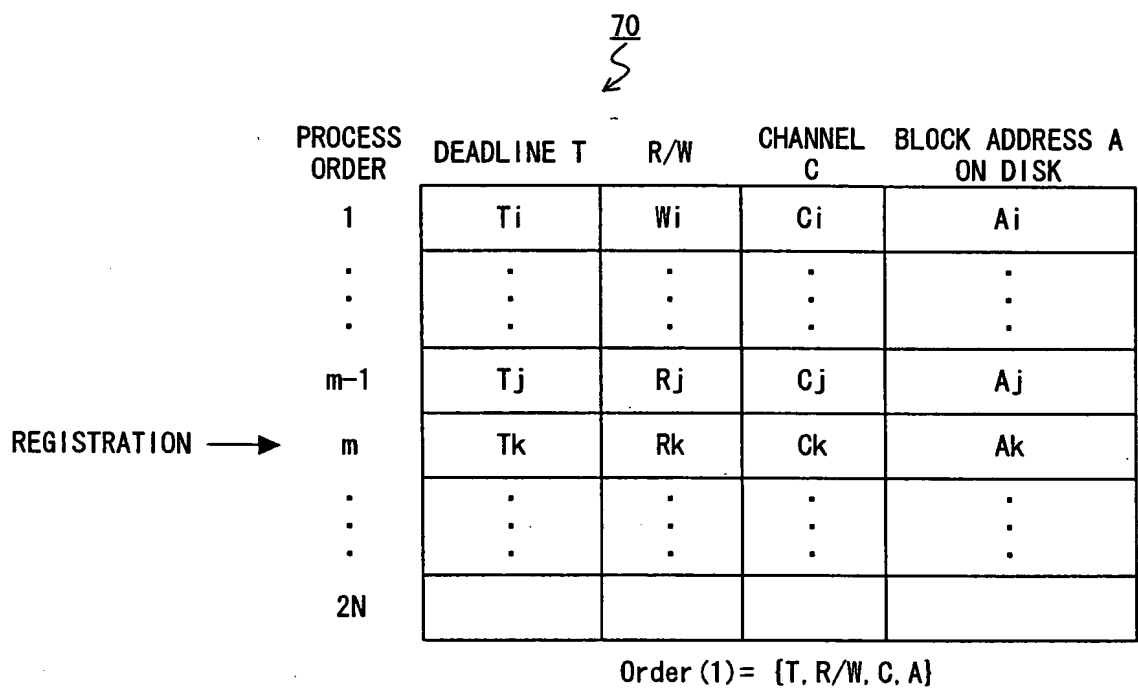 70
PROCESS ORDER DEADLINE T R/W CHANNEL C BLOCK ADDRESS A ON DISK
1 Ti Wi Ci Ai
. . . . .
. . . . .
. . . . .
m-1 Tj Rj Cj Aj
REGISTRATION → m Tk Rk Ck Ak
. . . . .
. . . . .
. . . . .
2N
Order(1)= {T, R/W, C, A}